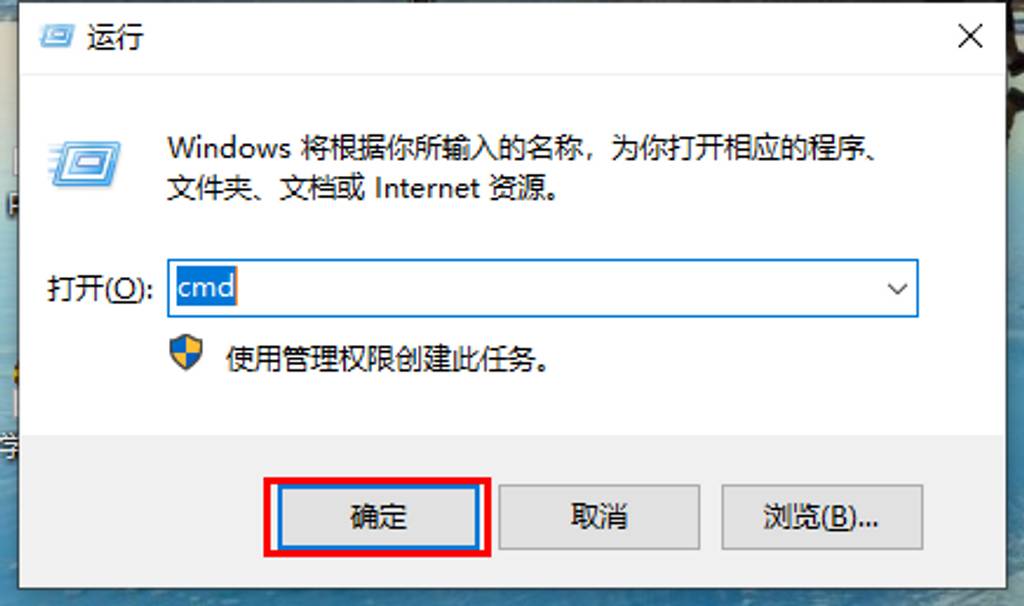 运行
Windows 将根据你所输入的名称，为你打开相应的程序、
文件夹、文档或 Internet 资源。
打开(O): cmd
使用管理权限创建此任务。
确定 取消 浏览(B)...
学